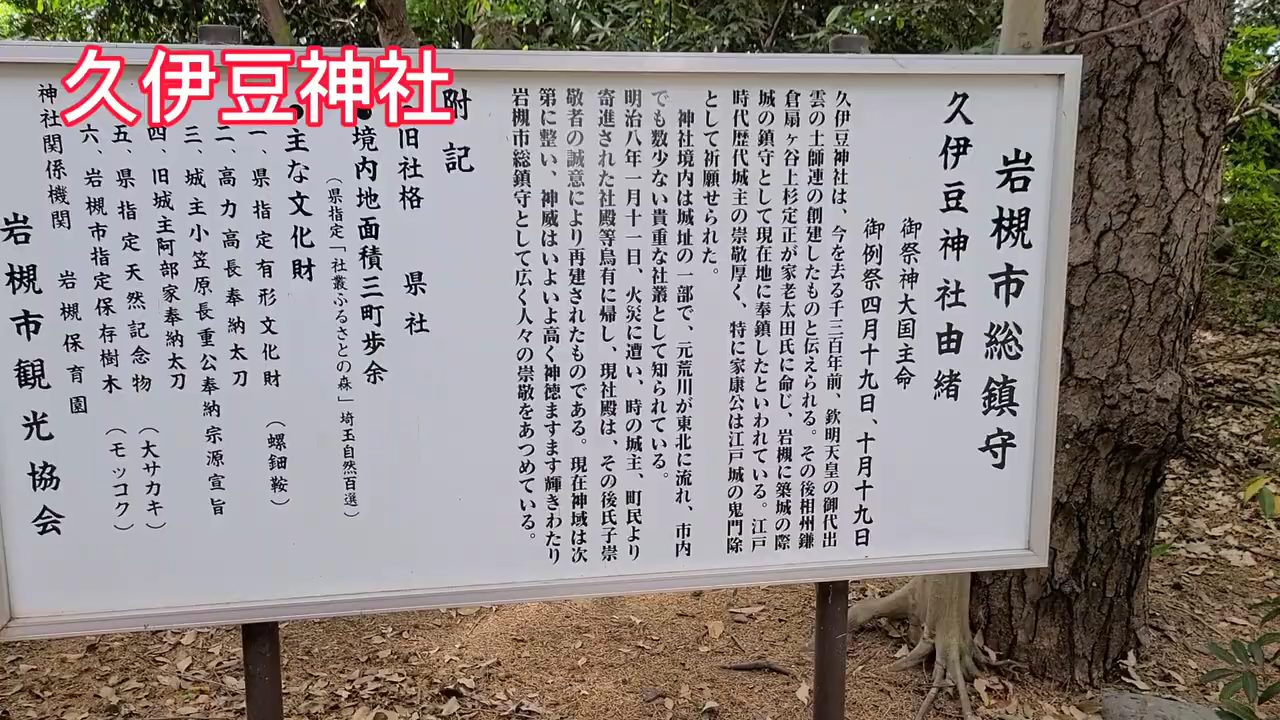 久伊豆神社
岩槻市総鎮守
久伊豆神社由緒
御祭神大国主命
御例祭四月十九日、十月十九日
久伊豆神社は、今を去る千三百年前、欽明天皇の御代出
雲の土師連の創建したものと伝えられる。その後相州鎌
倉扇ヶ谷上杉定正が家老太田氏に命じ、岩槻に築城の際
城の鎮守として現在地に奉鎮したといわれている。江戸
時代歴代城主の崇敬厚く、特に家康公は江戸城の鬼門除
として祈願せられた。
神社境内は城址の一部で、元荒川が東北に流れ、市内
でも数少ない貴重な社叢として知られている。
明治八年一月十一日、火災に遭い、時の城主、町民より
寄進された社殿等烏有に帰し、現社殿は、その後氏子崇
敬者の誠意により再建されたものである。現在神域は次
第に整い、神威はいよいよ高く神徳ますます輝きわたり
岩槻市総鎮守として広く人々の崇敬をあつめている。
附記
旧社格 県社
●境内地面積三町歩余
(県指定「社叢ふるさとの森」埼玉自然百選)
●主な文化財
一、県指定有形文化財(螺鈿鞍)
二、高力高長奉納太刀
三、城主小笠原長重公奉納宗源宣旨
四、旧城主阿部家奉納太刀
五、県指定天然記念物(大サカキ)
六、岩槻市指定保存樹木(モッコク)
神社関係機関 岩槻保育園
岩槻市観光協会